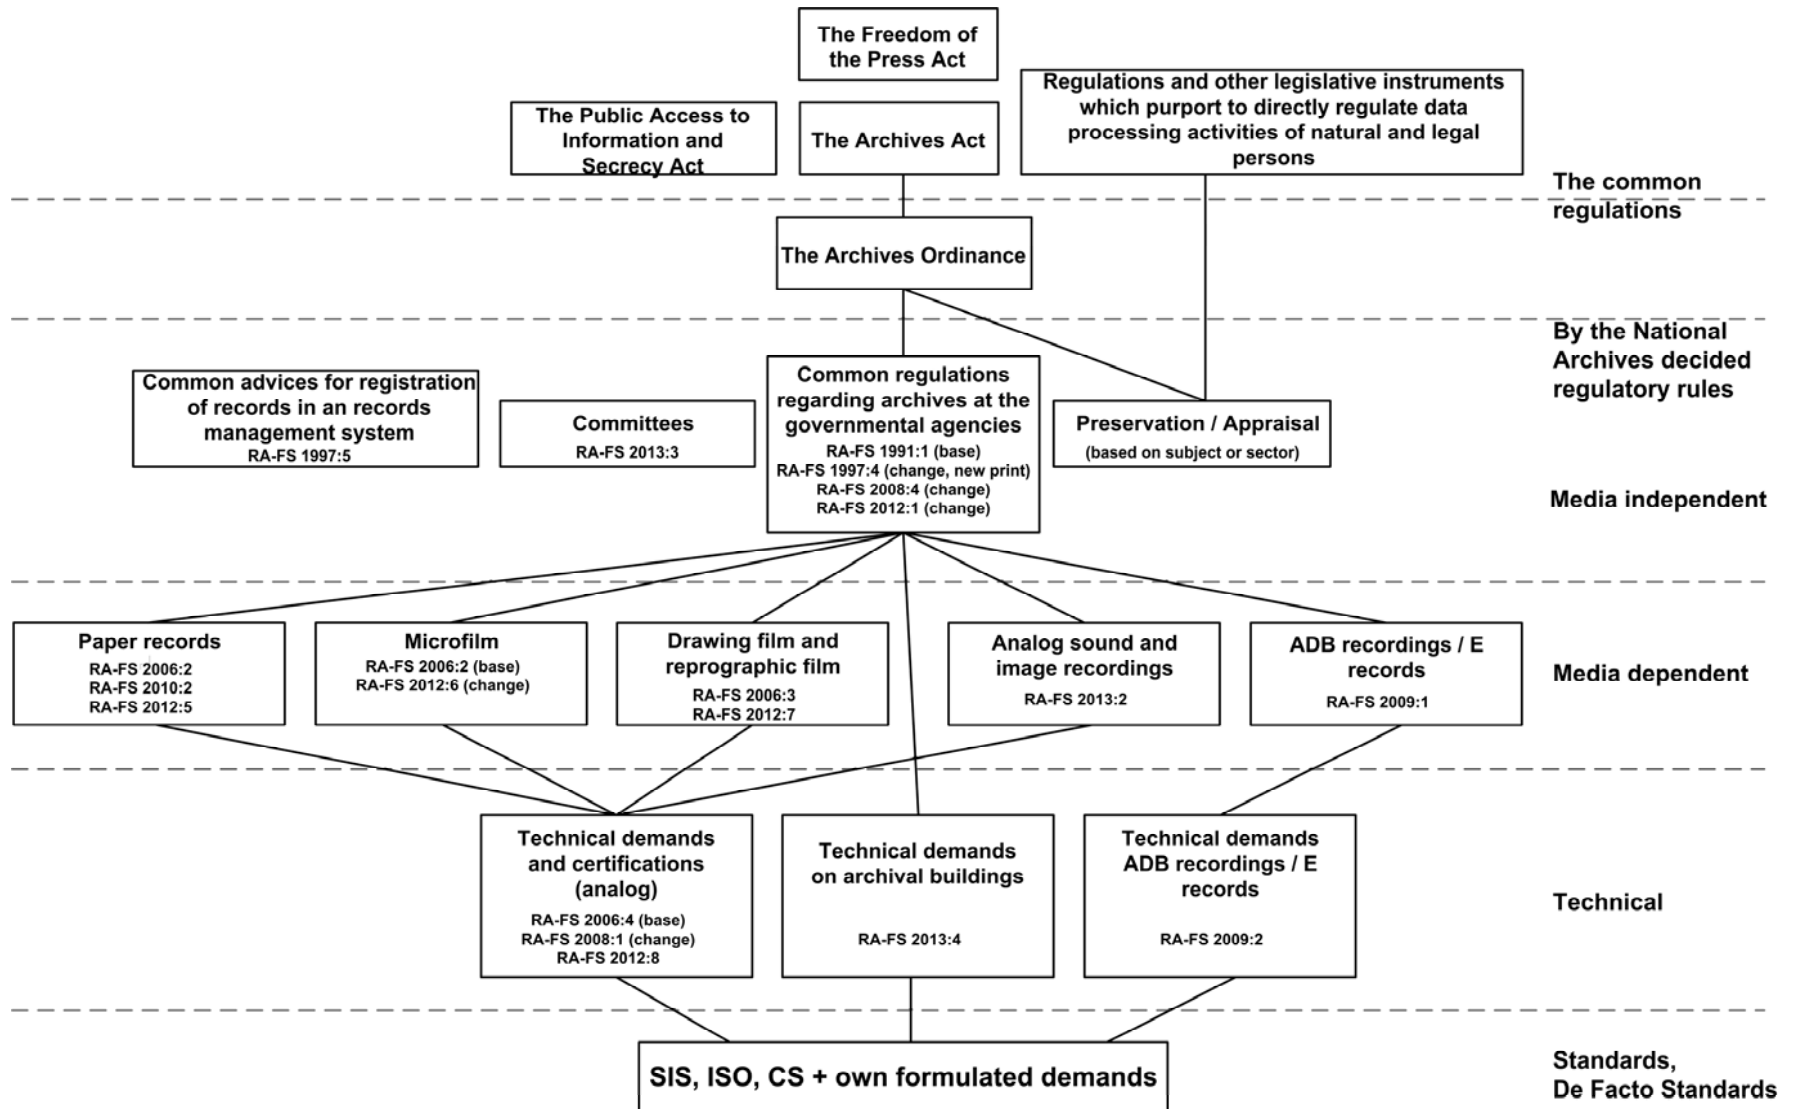 The Freedom of
the Press Act
The Public Access to
Information and
Secrecy Act
The Archives Act
Regulations and other legislative instruments
which purport to directly regulate data
processing activities of natural and legal
persons
The common
regulations
The Archives Ordinance
By the National
Archives decided
regulatory rules
Common advices for registration
of records in an records
management system
RA-FS 1997:5
Committees
RA-FS 2013:3
Common regulations
regarding archives at the
governmental agencies
RA-FS 1991:1 (base)
RA-FS 1997:4 (change, new print)
RA-FS 2008:4 (change)
RA-FS 2012:1 (change)
Preservation / Appraisal
(based on subject or sector)
Media independent
Paper records
RA-FS 2006:2
RA-FS 2010:2
RA-FS 2012:5
Microfilm
RA-FS 2006:2 (base)
RA-FS 2012:6 (change)
Drawing film and
reprographic film
RA-FS 2006:3
RA-FS 2012:7
Analog sound and
image recordings
RA-FS 2013:2
ADB recordings / E
records
RA-FS 2009:1
Media dependent
Technical demands
and certifications
(analog)
RA-FS 2006:4 (base)
RA-FS 2008:1 (change)
RA-FS 2012:8
Technical demands
on archival buildings
RA-FS 2013:4
Technical demands
ADB recordings / E
records
RA-FS 2009:2
Technical
SIS, ISO, CS + own formulated demands
Standards,
De Facto Standards